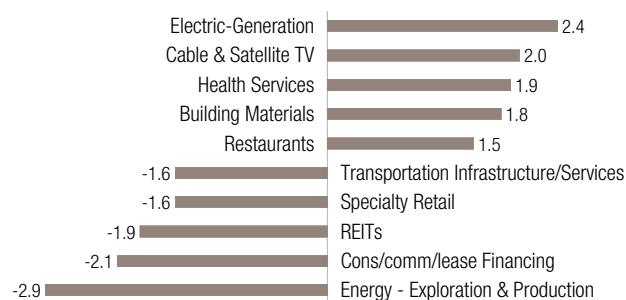 Electric-Generation 2.4
Cable & Satellite TV 2.0
Health Services 1.9
Building Materials 1.8
Restaurants 1.5
-1.6 Transportation Infrastructure/Services
-1.6 Specialty Retail
-1.9 REITs
-2.1 Cons/comm/lease Financing
-2.9 Energy - Exploration & Production